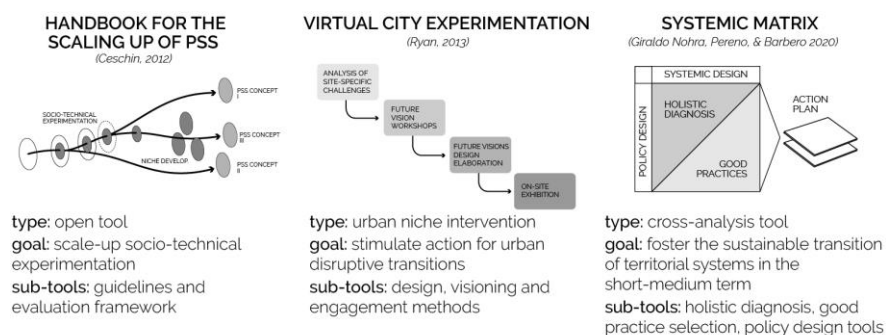 HANDBOOK FOR THE
SCALING UP OF PSS
(Ceschin, 2012)
SOCIO-TECHNICAL
EXPERIMENTATION
NICHE DEVELOP.
PSS CONCEPT
I
PSS CONCEPT
III
PSS CONCEPT
II
type: open tool
goal: scale-up socio-technical
experimentation
sub-tools: guidelines and
evaluation framework
VIRTUAL CITY EXPERIMENTATION
(Ryan, 2013)
ANALYSIS OF
SITE-SPECIFIC
CHALLENGES
FUTURE
VISION
WORKSHOPS
FUTURE VISIONS
DESIGN
ELABORATION
ON-SITE
EXHIBITION
type: urban niche intervention
goal: stimulate action for urban
disruptive transitions
sub-tools: design, visioning and
engagement methods
SYSTEMIC MATRIX
(Giraldo Nohra, Pereno, & Barbero 2020)
SYSTEMIC DESIGN
POLICY DESIGN
HOLISTIC
DIAGNOSIS
GOOD
PRACTICES
ACTION
PLAN
type: cross-analysis tool
goal: foster the sustainable transition
of territorial systems in the
short-medium term
sub-tools: holistic diagnosis, good
practice selection, policy design tools